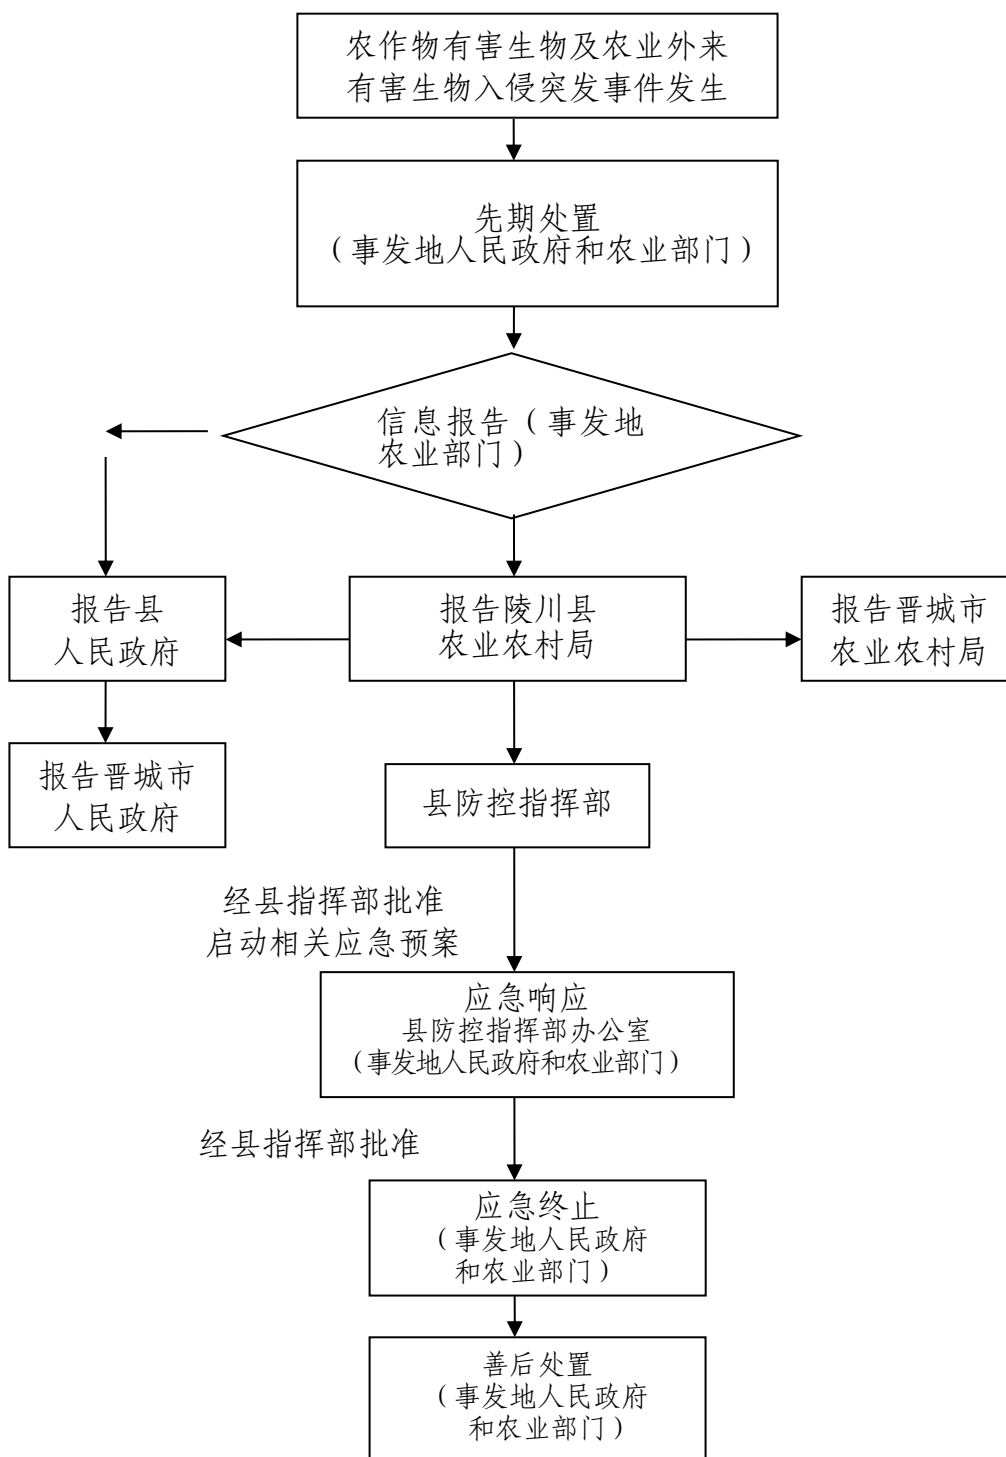 农作物有害生物及农业外来
有害生物入侵突发事件发生
先期处置
（事发地人民政府和农业部门）
信息报告（事发地
农业部门）
报告县
人民政府
报告陵川县
农业农村局
报告晋城市
农业农村局
报告晋城市
人民政府
县防控指挥部
经县指挥部批准
启动相关应急预案
应急响应
县防控指挥部办公室
（事发地人民政府和农业部门）
经县指挥部批准
应急终止
（事发地人民政府
和农业部门）
善后处置
（事发地人民政府
和农业部门）